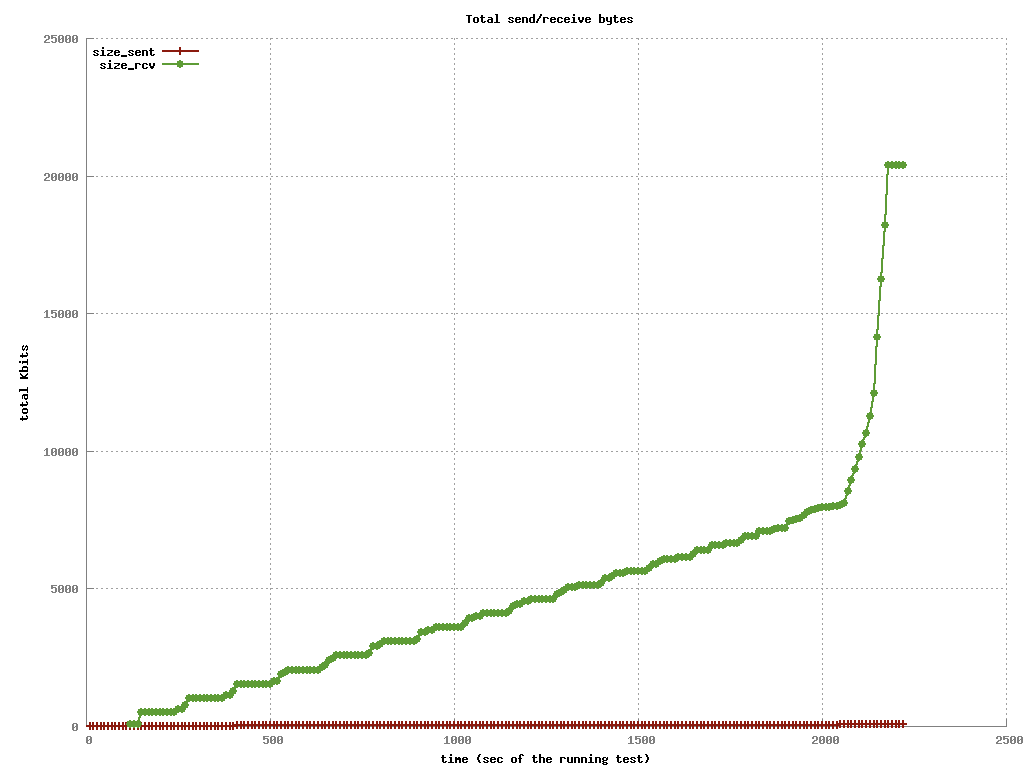 Total send/receive bytes
25000
size_sent
size_rcv
20000
15000
total Kbits
10000
5000
0
0 500 1000 1500 2000 2500
time (sec of the running test)